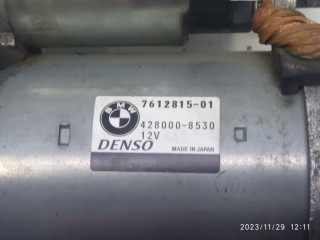 7612815-01
BMW
428000-8530
12V
DENSO
MADE IN JAPAN
2023/11/29 12:11